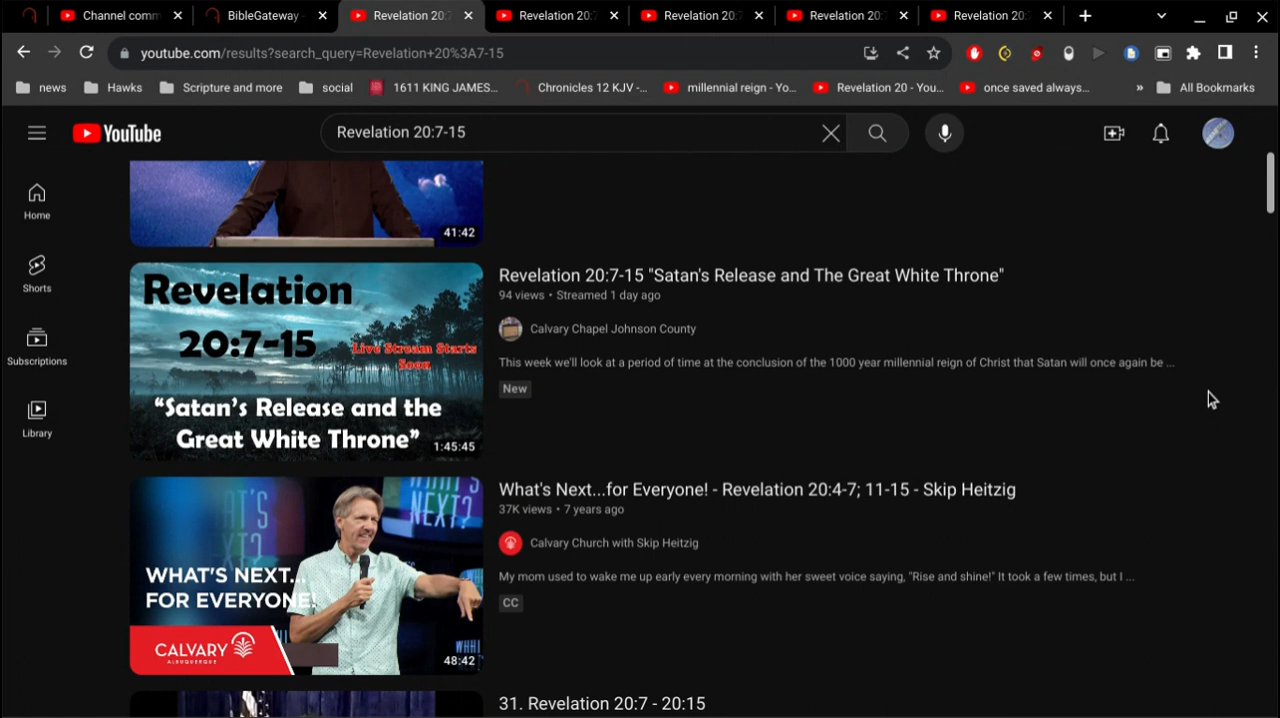 Channel comm
BibleGateway -
Revelation 20:7
Revelation 20:7
Revelation 20:7
Revelation 20:7
Revelation 20:7
youtube.com/results?search_query=Revelation+20%3A7-15
news
Hawks
Scripture and more
social
1611 KING JAMES...
Chronicles 12 KJV -...
millennial reign - Yo...
Revelation 20 - You...
once saved always...
»
All Bookmarks
YouTube
Revelation 20:7-15
Home
Shorts
Subscriptions
Library
41:42
Revelation
20:7-15
Live Stream Starts
Soon
“Satan’s Release and the
Great White Throne”
1:45:45
Revelation 20:7-15 "Satan's Release and The Great White Throne"
94 views • Streamed 1 day ago
Calvary Chapel Johnson County
This week we'll look at a period of time at the conclusion of the 1000 year millennial reign of Christ that Satan will once again be ...
New
WHAT'S NEXT...
FOR EVERYONE!
CALVARY
ALBUQUERQUE
48:42
What's Next...for Everyone! - Revelation 20:4-7; 11-15 - Skip Heitzig
37K views • 7 years ago
Calvary Church with Skip Heitzig
My mom used to wake me up early every morning with her sweet voice saying, "Rise and shine!" It took a few times, but I ...
CC
31. Revelation 20:7 - 20:15